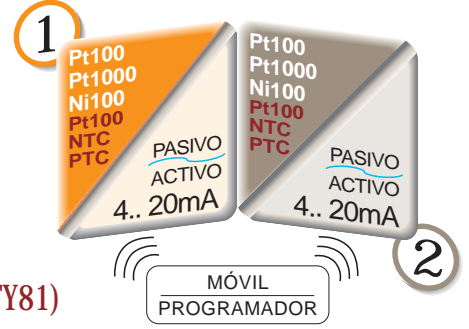 1
Pt100
Pt1000
Ni100
Pt100
NTC
PTC
PASIVO
ACTIVO
4.. 20mA
Pt100
Pt1000
Ni100
Pt100
NTC
PTC
PASIVO
ACTIVO
4.. 20mA
2
MÓVIL
PROGRAMADOR
TY81)